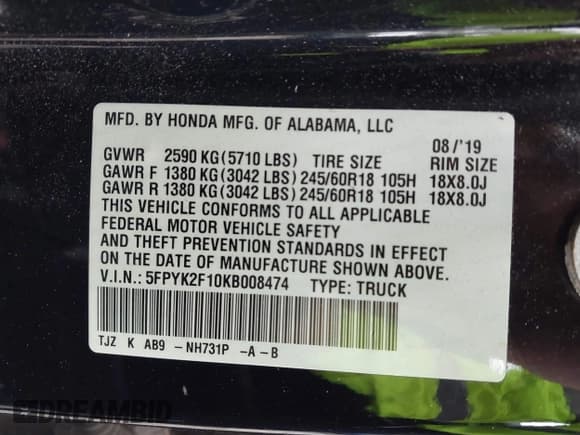 MFD. BY HONDA MFG. OF ALABAMA, LLC
08/'19
GVWR 2590 KG(5710 LBS) TIRE SIZE RIM SIZE
GAWR F 1380 KG(3042 LBS) 245/60R18 105H 18X8.0J
GAWR R 1380 KG(3042 LBS) 245/60R18 105H 18X8.0J
THIS VEHICLE CONFORMS TO ALL APPLICABLE
FEDERAL MOTOR VEHICLE SAFETY
AND THEFT PREVENTION STANDARDS IN EFFECT
ON THE DATE OF MANUFACTURE SHOWN ABOVE.
V.I.N.: 5FPYK2F10KB008474 TYPE: TRUCK
TJZ K AB9 -NH731P -A-B
DREAMBID